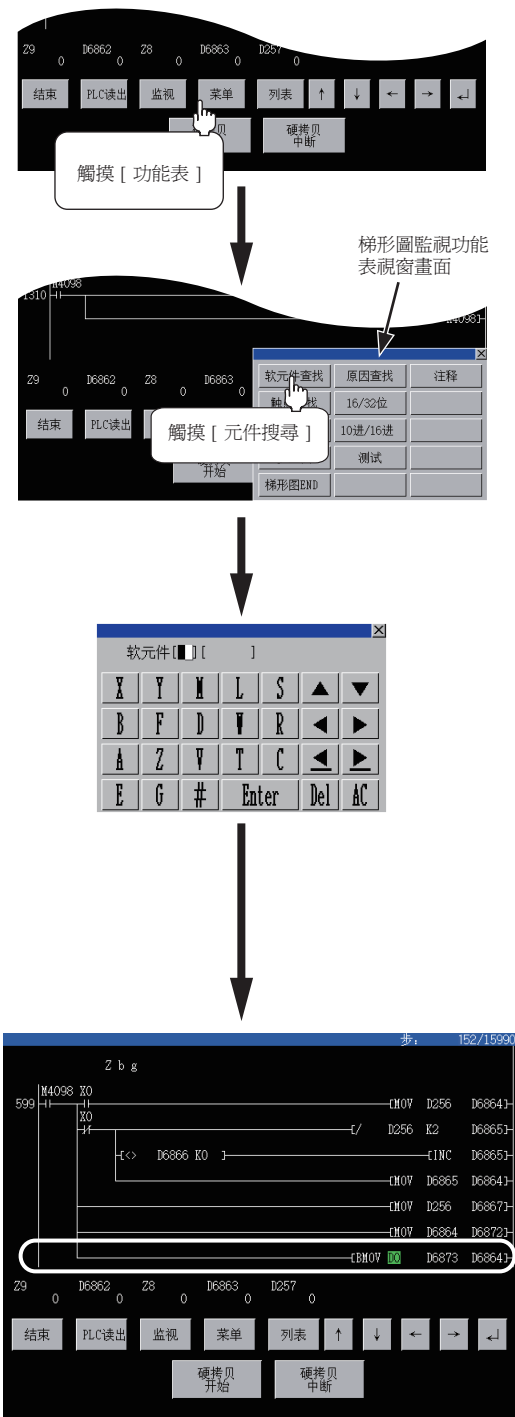 Z9 D6862 Z8 D6863 D257
0 0 0 0 0
结束 PLC读出 监视 菜单 列表 ↑ ↓ ← → ↵
贝 硬拷贝
中断
觸摸 [ 功能表 ]
梯形圖監視功能
表視窗畫面
1310 M4098
M4098]
Z9 D6862 Z8 D6863
0 0 0 0
软元件查找 原因查找 注释
触 找 16/32位
结束 PLC读出
觸摸 [ 元件搜尋 ]
10进/16进
开始 测试
梯形图END
软元件[ ] [ ]
X Y M L S ▲ ▼
B F D W R ◀ ▶
A Z V T C ◀ ▶
E G # Enter Del AC
步: 152/15990
Z b g
M4098 X0
599 [MOV D256 D6864]
X0
[/ D256 K2 D6865]
[<> D6866 K0 ] [INC D6865]
[MOV D6865 D6864]
[MOV D256 D6867]
[MOV D6864 D6872]
[BMOV D0 D6873 D6864]
Z9 D6862 Z8 D6863 D257
0 0 0 0 0
结束 PLC读出 监视 菜单 列表 ↑ ↓ ← → ↵
硬拷贝 硬拷贝
开始 中断